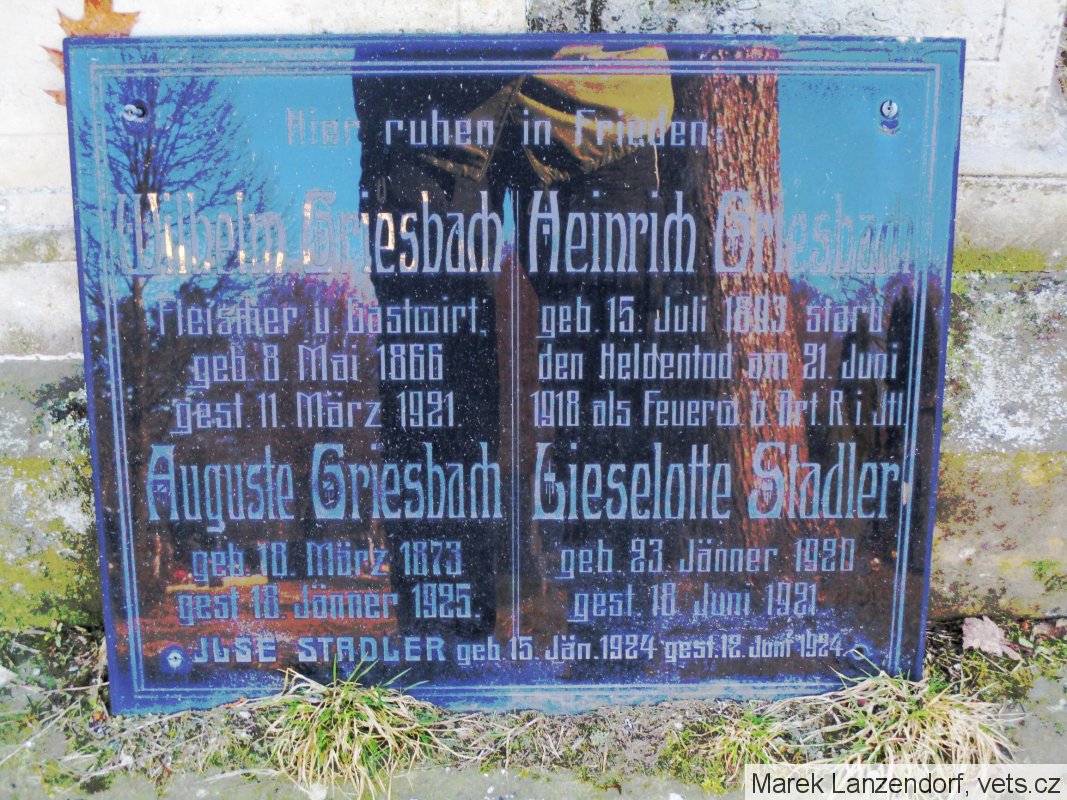 Hier ruhen in Frieden:
Wilhelm Griesbach
Fleischer u. Gastwirt.
geb. 8 Mai 1866
gest. 11. März 1921
Auguste Griesbach
geb. 18. März 1873
gest. 18. Jänner 1925.
Heinrich Griesbach
geb. 15. Juli 1893 starb
den Heldentod am 21 Juni
1918 als Feuerw. b. Art. R. i. Jtl
Lieselotte Stadler
geb. 23. Jänner 1920
gest. 18. Juni 1921
JLSE STADLER geb. 15. Jän. 1924 gest. 12. Juni 1924.
Marek Lanzendorf, vets.cz